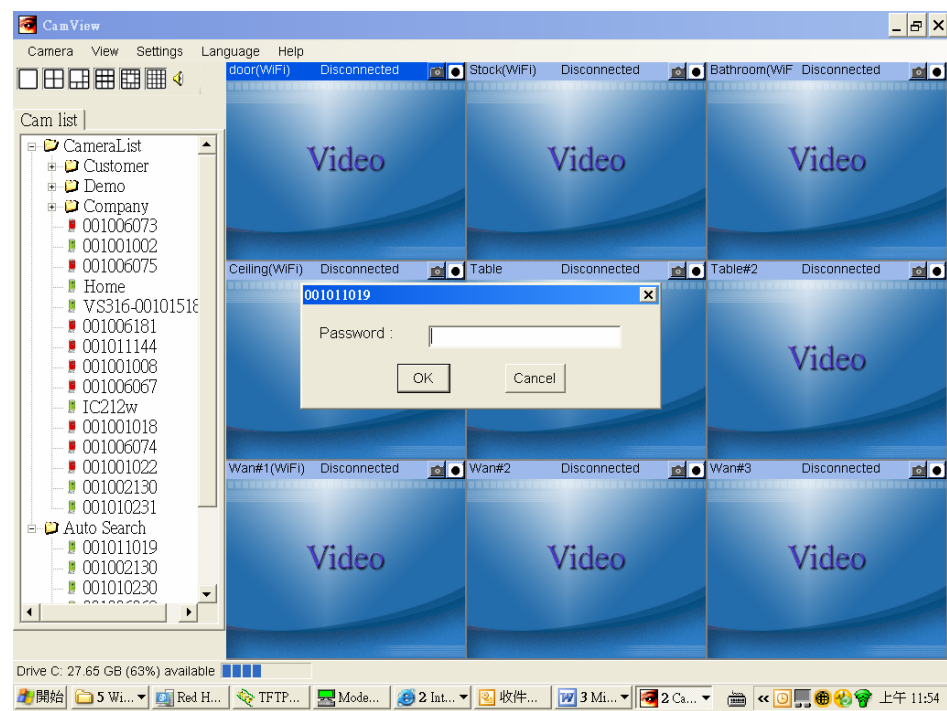 CamView
Camera View Settings Language Help
Cam list
CameraList
Customer
Demo
Company
001006073
001001002
001006075
Home
VS316-00101518
001006181
001011144
001001008
001006067
IC212w
001001018
001006074
001001022
001002130
001010231
Auto Search
001011019
001002130
001010230
door(WiFi) Disconnected
Stock(WiFi) Disconnected
Bathroom(WiF Disconnected
Video
Video
Video
Ceiling(WiFi) Disconnected
Table Disconnected
Table#2 Disconnected
Video
001011019
Password :
OK Cancel
Wan#1(WiFi) Disconnected
Wan#2 Disconnected
Wan#3 Disconnected
Video
Video
Video
Drive C: 27.65 GB (63%) available
開始 5 Wi... Red H... TFTP... Mode... 2 Int... 收件... 3 Mi... 2 Ca... 上午 11:54